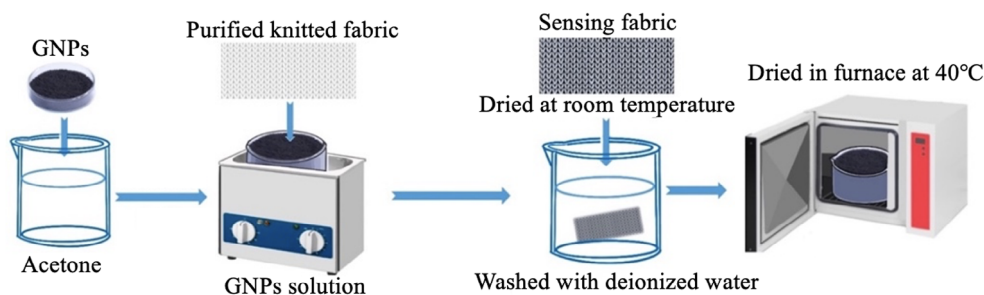 GNPs
Acetone
Purified knitted fabric
GNPs solution
Sensing fabric
Dried at room temperature
Washed with deionized water
Dried in furnace at 40℃